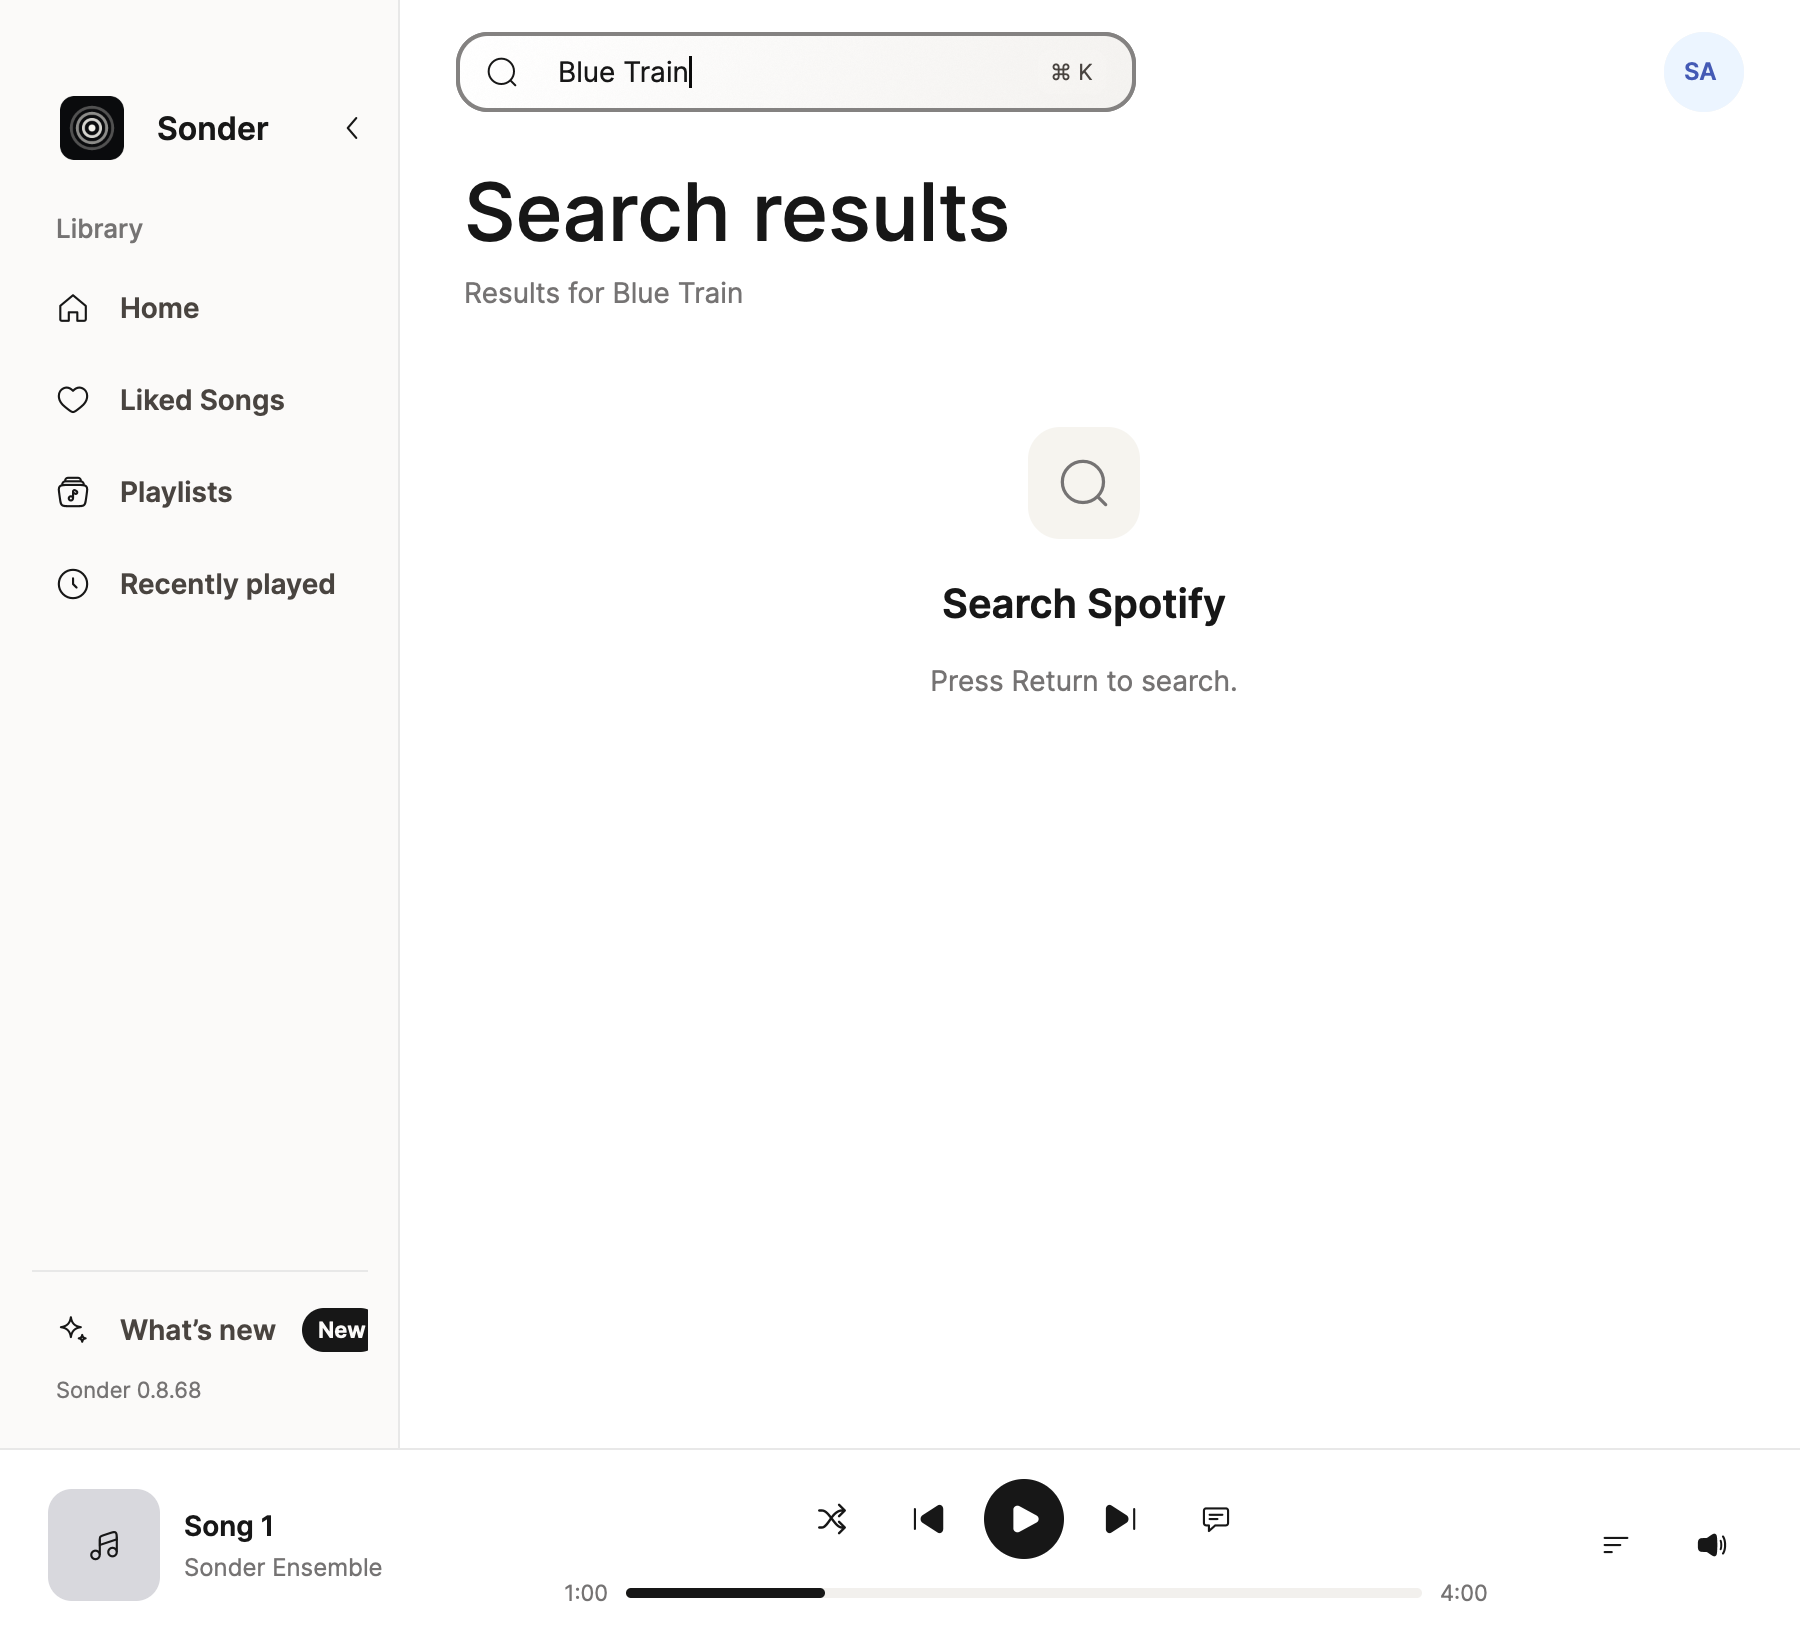 Blue Train
⌘ K
SA
Sonder
Library
Home
Liked Songs
Playlists
Recently played
Search results
Results for Blue Train
Search Spotify
Press Return to search.
What’s new
New
Sonder 0.8.68
Song 1
Sonder Ensemble
1:00
4:00